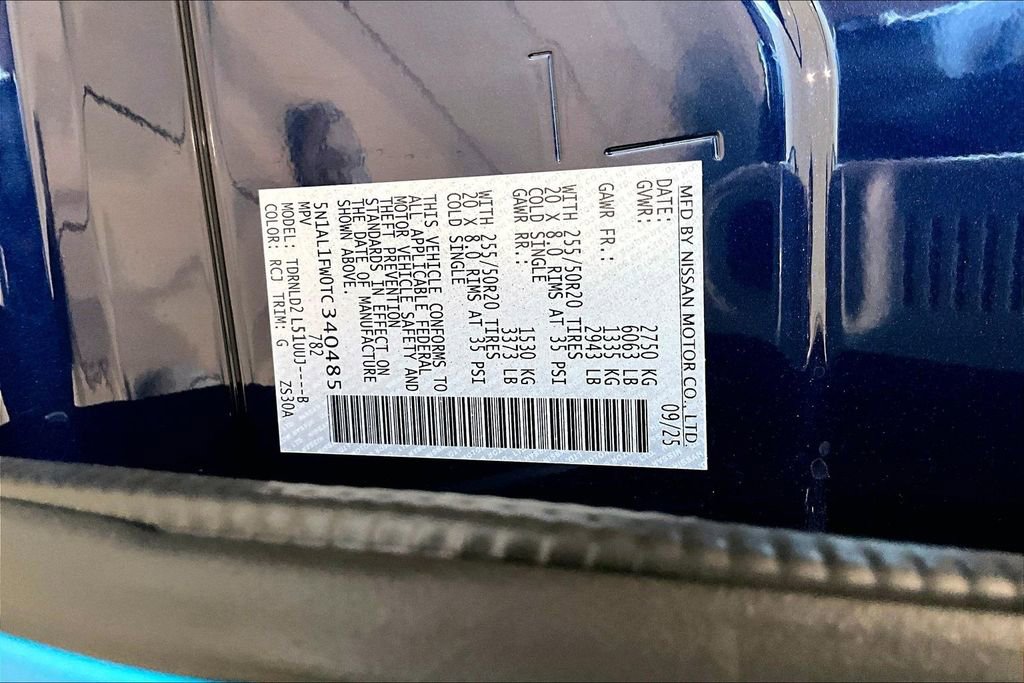 MFD BY NISSAN MOTOR CO., LTD.
DATE: 09/25
GVWR: 2750 KG
6063 LB
GAWR FR.: 1335 KG
2943 LB
WITH 255/50R20 TIRES
20 X 8.0 RIMS AT 35 PSI
COLD SINGLE
GAWR RR.: 1530 KG
3373 LB
WITH 255/50R20 TIRES
20 X 8.0 RIMS AT 35 PSI
COLD SINGLE
THIS VEHICLE CONFORMS TO
ALL APPLICABLE FEDERAL
MOTOR VEHICLE SAFETY AND
THEFT PREVENTION
STANDARDS IN EFFECT ON
THE DATE OF MANUFACTURE
SHOWN ABOVE.
5N1AL1FW0TC340485
MPV 782
MODEL: TDRNLD2 L51UUJ----B
COLOR: RCJ TRIM: G ZS30A